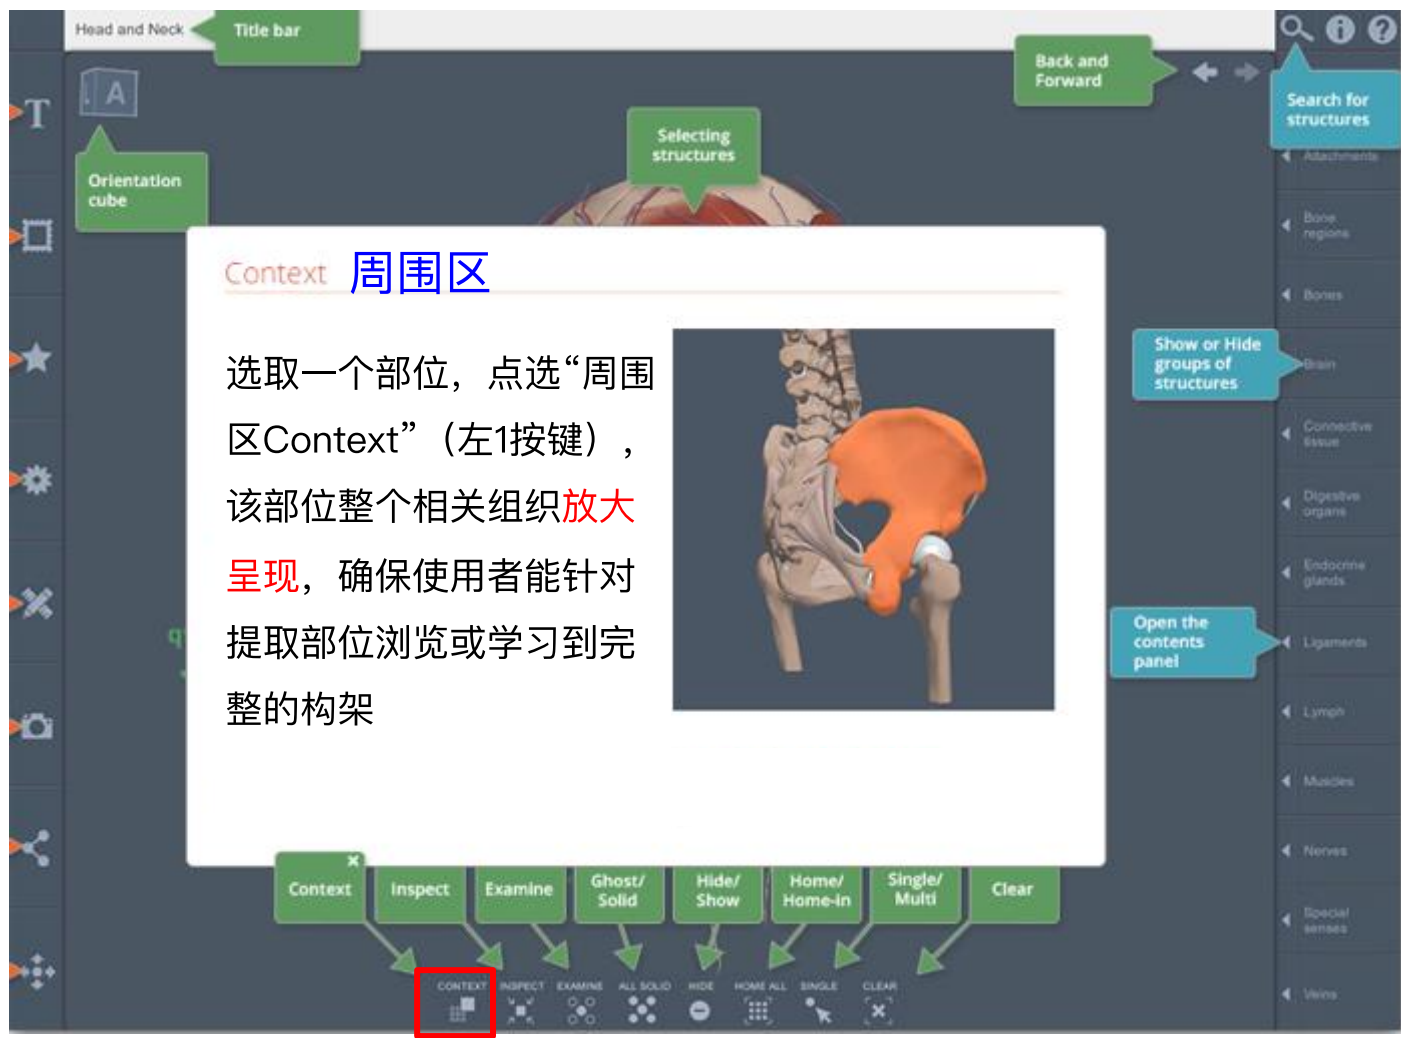 Head and Neck
Title bar
Back and
Forward
Search for
structures
A
Orientation
cube
Selecting
structures
T
Attachments
Bone
regions
Bones
Brain
Connective
tissue
Digestive
organs
Endocrine
glands
Ligaments
Lymph
Muscles
Nerves
Special
senses
Veins
Show or Hide
groups of
structures
Open the
contents
panel
Context 周围区
选取一个部位，点选“周围
区Context”（左1按键），
该部位整个相关组织放大
呈现，确保使用者能针对
提取部位浏览或学习到完
整的构架
Context
Inspect
Examine
Ghost/
Solid
Hide/
Show
Home/
Home-in
Single/
Multi
Clear
CONTEXT
INSPECT
EXAMINE
ALL SOLID
HIDE
HOME ALL
SINGLE
CLEAR